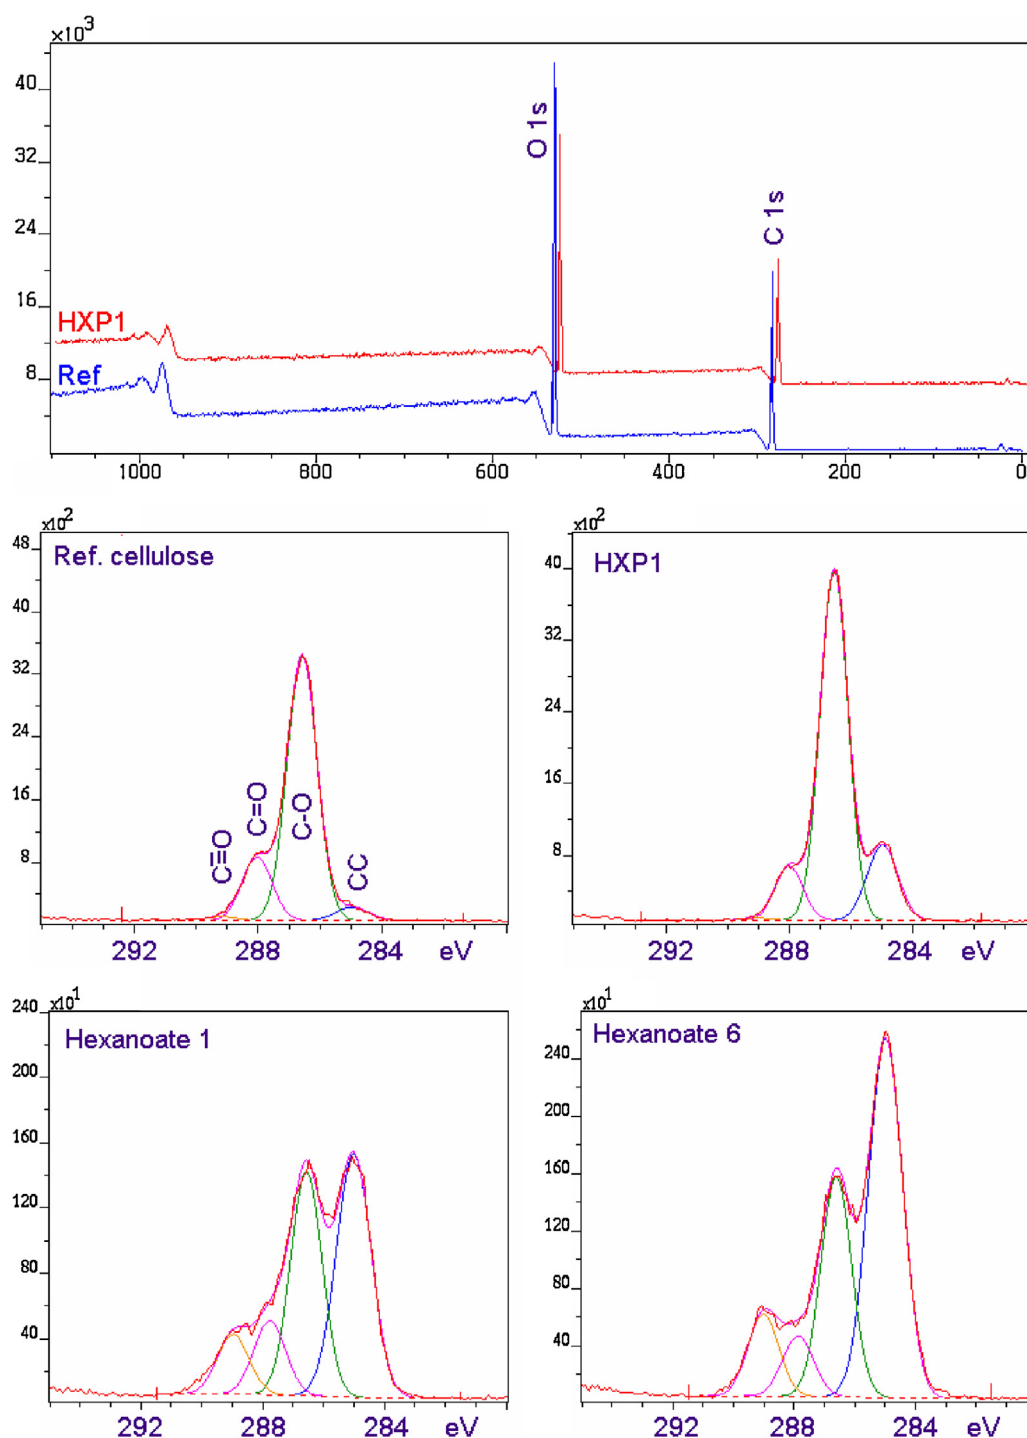 x10³
40
32
24
16
8
O 1s
C 1s
HXP1
Ref
1000 800 600 400 200 0
x10²
48
40
32
24
16
8
Ref. cellulose
C≡O
C=O
C-O
CC
292 288 284 eV
x10²
40
32
24
16
8
HXP1
292 288 284 eV
x10¹
240
200
160
120
80
40
Hexanoate 1
292 288 284 eV
x10¹
240
200
160
120
80
40
Hexanoate 6
292 288 284 eV